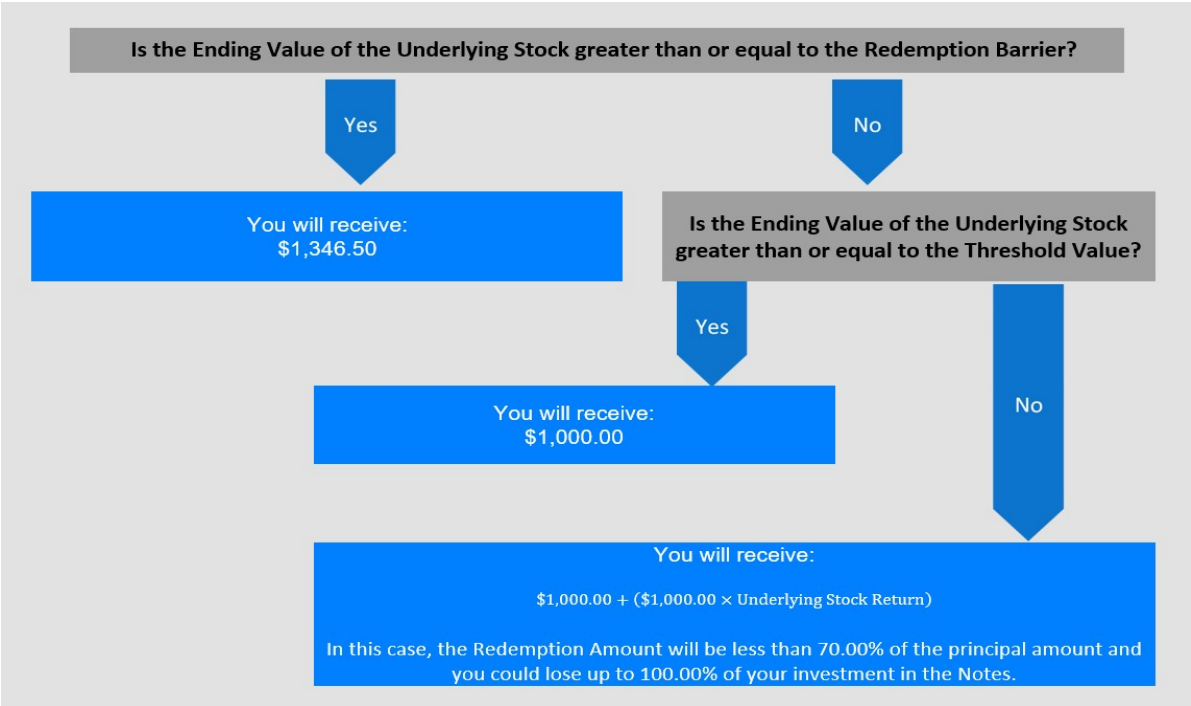 Is the Ending Value of the Underlying Stock greater than or equal to the Redemption Barrier?
Yes
No
You will receive:
$1,346.50
Is the Ending Value of the Underlying Stock
greater than or equal to the Threshold Value?
Yes
No
You will receive:
$1,000.00
You will receive:
$1,000.00 + ($1,000.00 × Underlying Stock Return)
In this case, the Redemption Amount will be less than 70.00% of the principal amount and
you could lose up to 100.00% of your investment in the Notes.